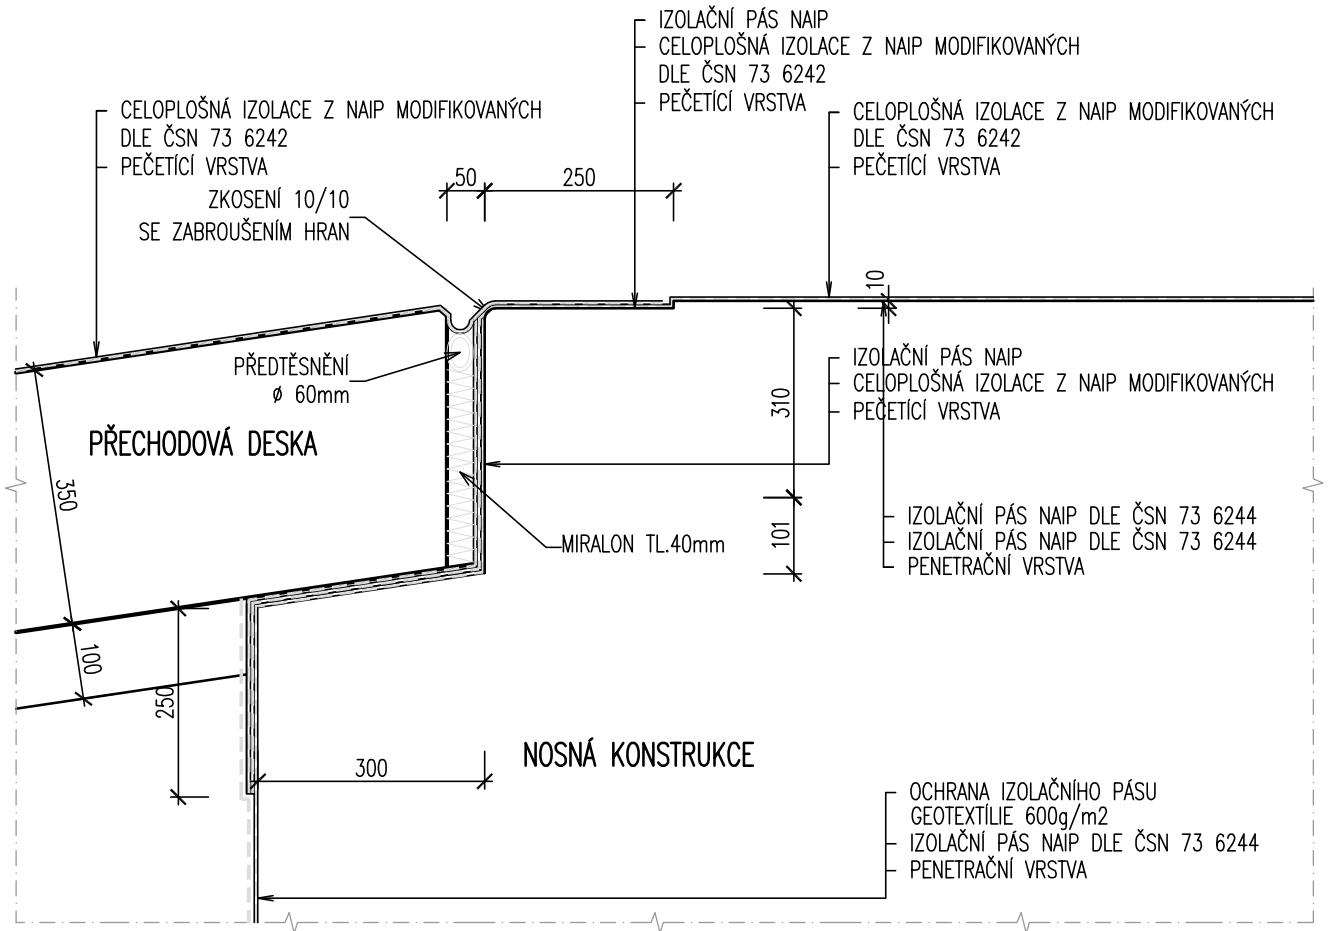 IZOLAČNÍ PÁS NAIP
CELOPLOŠNÁ IZOLACE Z NAIP MODIFIKOVANÝCH
DLE ČSN 73 6242
PEČETÍCÍ VRSTVA
CELOPLOŠNÁ IZOLACE Z NAIP MODIFIKOVANÝCH
DLE ČSN 73 6242
PEČETÍCÍ VRSTVA
CELOPLOŠNÁ IZOLACE Z NAIP MODIFIKOVANÝCH
DLE ČSN 73 6242
PEČETÍCÍ VRSTVA
ZKOSENÍ 10/10
SE ZABROUŠENÍM HRAN
50
250
10
PŘEDTĚSNĚNÍ
ø 60mm
IZOLAČNÍ PÁS NAIP
CELOPLOŠNÁ IZOLACE Z NAIP MODIFIKOVANÝCH
PEČETÍCÍ VRSTVA
310
PŘECHODOVÁ DESKA
350
101
MIRALON TL.40mm
IZOLAČNÍ PÁS NAIP DLE ČSN 73 6244
IZOLAČNÍ PÁS NAIP DLE ČSN 73 6244
PENETRAČNÍ VRSTVA
100
250
300
NOSNÁ KONSTRUKCE
OCHRANA IZOLAČNÍHO PÁSU
GEOTEXTÍLIE 600g/m2
IZOLAČNÍ PÁS NAIP DLE ČSN 73 6244
PENETRAČNÍ VRSTVA